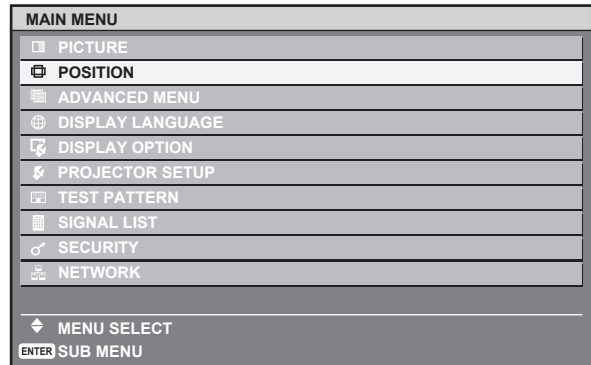 MAIN MENU
PICTURE
POSITION
ADVANCED MENU
DISPLAY LANGUAGE
DISPLAY OPTION
PROJECTOR SETUP
TEST PATTERN
SIGNAL LIST
SECURITY
NETWORK
MENU SELECT
ENTER SUB MENU